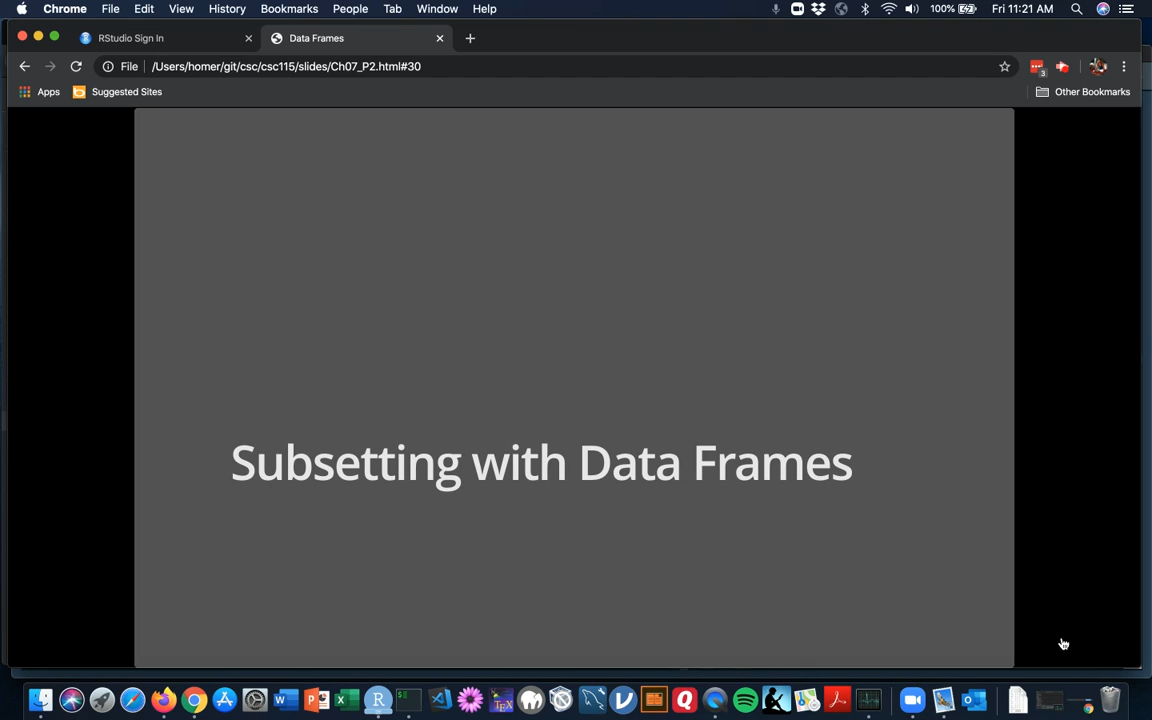 Chrome File Edit View History Bookmarks People Tab Window Help 100% Fri 11:21 AM
RStudio Sign In Data Frames
File /Users/homer/git/csc/csc115/slides/Ch07_P2.html#30 3
Apps Suggested Sites Other Bookmarks
Subsetting with Data Frames